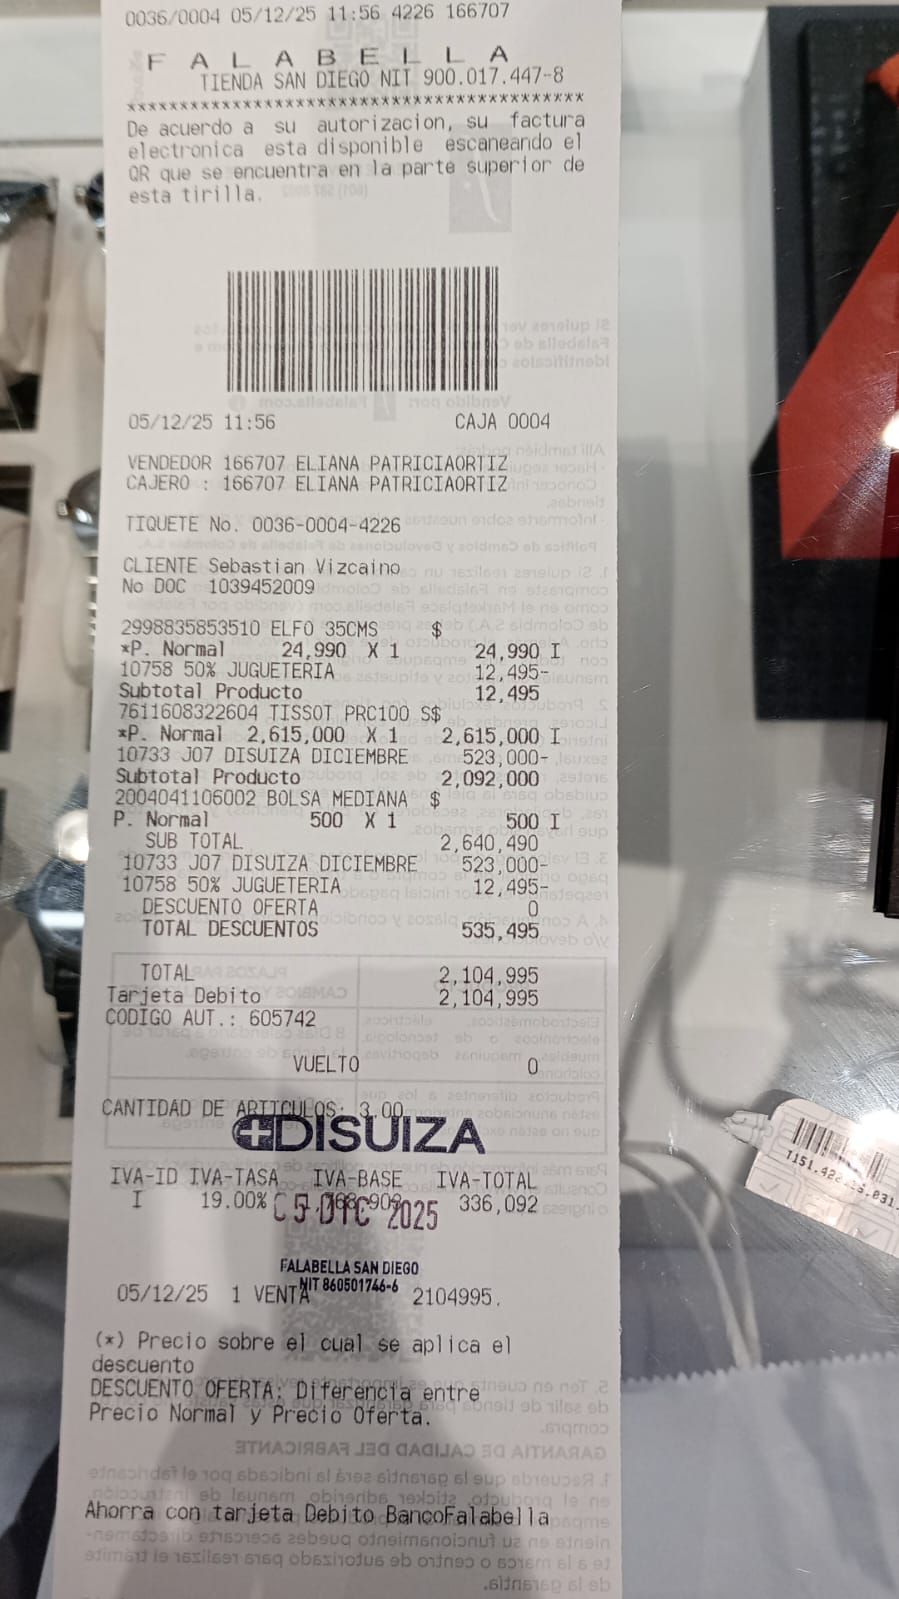 0036/0004 05/12/25 11:56 4226 166707
F A L A B E L L A
TIENDA SAN DIEGO NIT 900.017.447-8
******************************************
De acuerdo a su autorizacion, su factura
electronica esta disponible escaneando el
QR que se encuentra en la parte superior de
esta tirilla.
05/12/25 11:56 CAJA 0004
VENDEDOR 166707 ELIANA PATRICIAORTIZ
CAJERO : 166707 ELIANA PATRICIAORTIZ
TIQUETE No. 0036-0004-4226
CLIENTE Sebastian Vizcaino
No DOC 1039452009
2998835853510 ELFO 35CMS $
*P. Normal 24,990 X 1 24,990 I
10758 50% JUGUETERIA 12,495-
Subtotal Producto 12,495
7611608322604 TISSOT PRC100 S$
*P. Normal 2,615,000 X 1 2,615,000 I
10733 J07 DISUIZA DICIEMBRE 523,000-
Subtotal Producto 2,092,000
2004041106002 BOLSA MEDIANA $
P. Normal 500 X 1 500 I
SUB TOTAL 2,640,490
10733 J07 DISUIZA DICIEMBRE 523,000-
10758 50% JUGUETERIA 12,495-
DESCUENTO OFERTA 0
TOTAL DESCUENTOS 535,495
TOTAL 2,104,995
Tarjeta Debito 2,104,995
CODIGO AUT.: 605742
VUELTO 0
CANTIDAD DE ARTICULOS: 3.00
DISUIZA
IVA-ID IVA-TASA IVA-BASE IVA-TOTAL
I 19.00% 1,768,909 336,092
DIC 2025
FALABELLA SAN DIEGO
NIT 860501746-6
05/12/25 1 VENTA 2104995.
(*) Precio sobre el cual se aplica el
descuento
DESCUENTO OFERTA: Diferencia entre
Precio Normal y Precio Oferta.
Ahorra con tarjeta Debito BancoFalabella